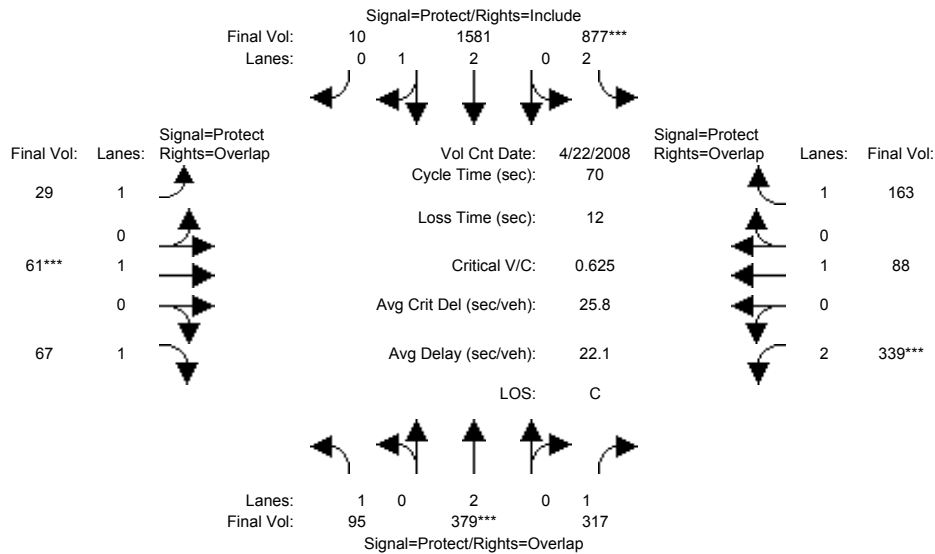 Signal=Protect/Rights=Include
Final Vol: 10 1581 877***
Lanes: 0 1 2 0 2
Signal=Protect Signal=Protect
Final Vol: Lanes: Rights=Overlap Vol Cnt Date: 4/22/2008 Rights=Overlap Lanes: Final Vol:
Cycle Time (sec): 70
29 1 1 163
Loss Time (sec): 12
0 0
61*** 1 Critical V/C: 0.625 1 88
0 Avg Crit Del (sec/veh): 25.8 0
67 1 Avg Delay (sec/veh): 22.1 2 339***
LOS: C
Lanes: 1 0 2 0 1
Final Vol: 95 379*** 317
Signal=Protect/Rights=Overlap